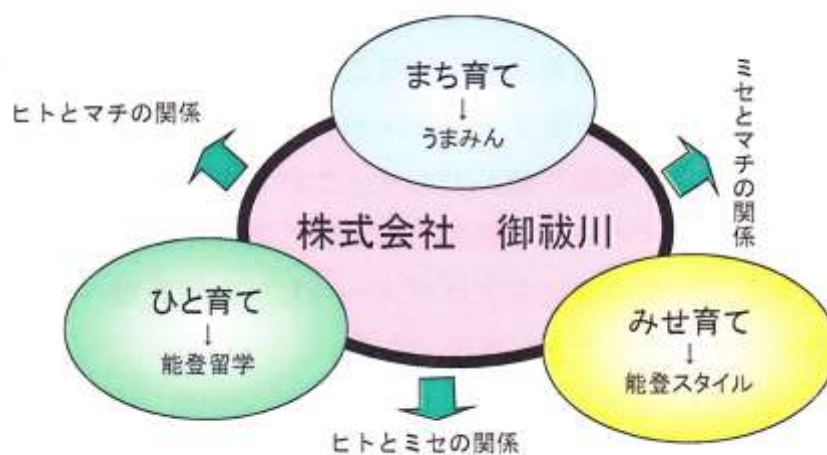 まち育て
↓
うまみん
ヒトとマチの関係
ミセとマチの関係
株式会社　御祓川
ひと育て
↓
能登留学
みせ育て
↓
能登スタイル
ヒトとミセの関係